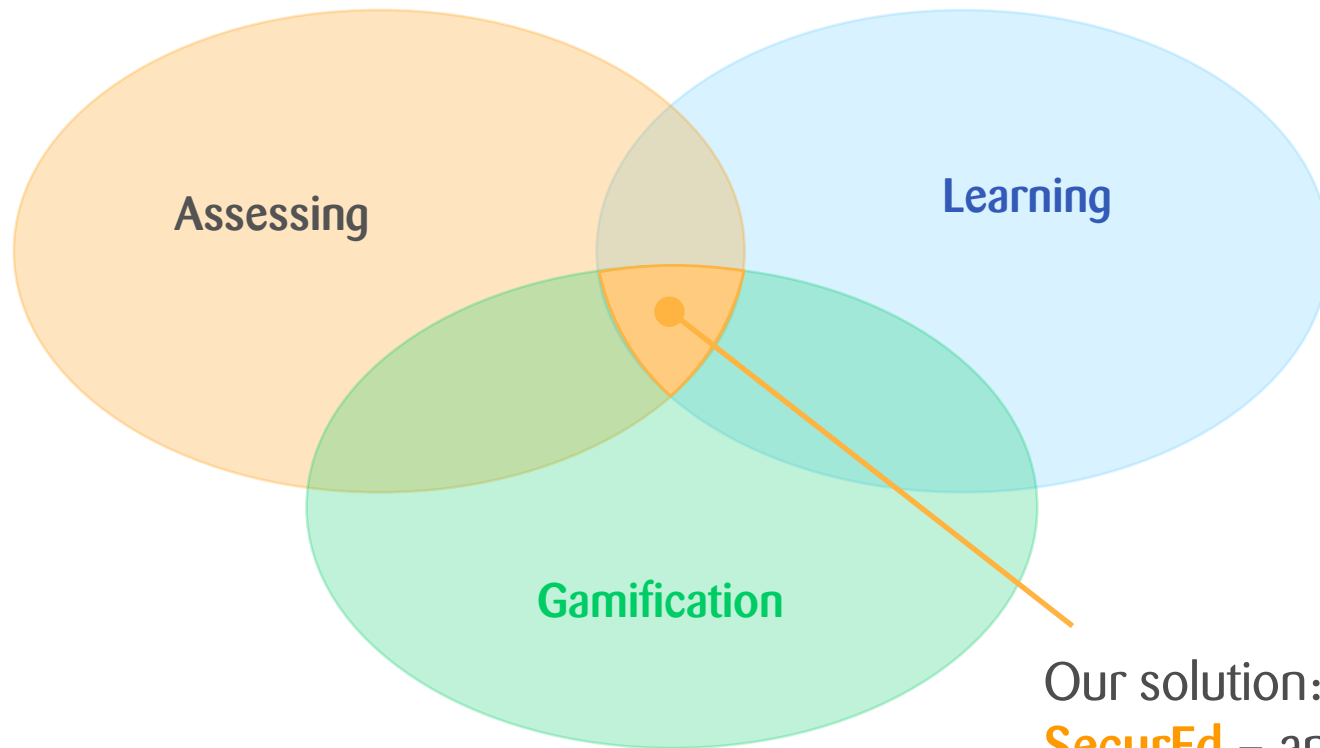 Assessing
Learning
Gamification
Our solution:
SecurEd –